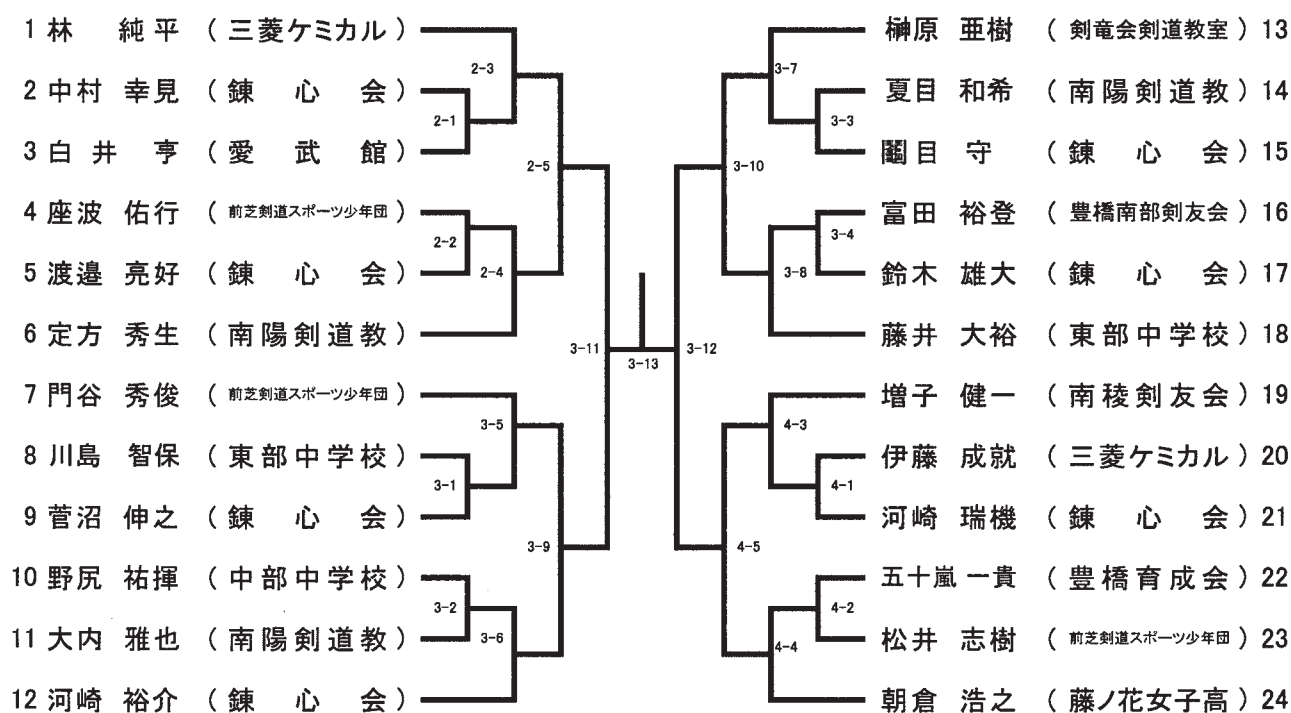 1 林 純平 (三菱ケミカル)
2 中村 幸見 (錬心会)
3 白井 亨 (愛武館)
4 座波 佑行 (前芝剣道スポーツ少年団)
5 渡邉 亮好 (錬心会)
6 定方 秀生 (南陽剣道教)
7 門谷 秀俊 (前芝剣道スポーツ少年団)
8 川島 智保 (東部中学校)
9 菅沼 伸之 (錬心会)
10 野尻 祐揮 (中部中学校)
11 大内 雅也 (南陽剣道教)
12 河崎 裕介 (錬心会)
2-3
2-1
2-5
2-2
2-4
3-11
3-5
3-1
3-9
3-2
3-6
3-13
3-7
3-3
3-10
3-4
3-8
3-12
4-3
4-1
4-5
4-2
4-4
榊原 亜樹 (剣竜会剣道教室) 13
夏目 和希 (南陽剣道教) 14
目 守 (錬心会) 15
富田 裕登 (豊橋南部剣友会) 16
鈴木 雄大 (錬心会) 17
藤井 大裕 (東部中学校) 18
増子 健一 (南稜剣友会) 19
伊藤 成就 (三菱ケミカル) 20
河崎 瑞機 (錬心会) 21
五十嵐 一貴 (豊橋育成会) 22
松井 志樹 (前芝剣道スポーツ少年団) 23
朝倉 浩之 (藤ノ花女子高) 24